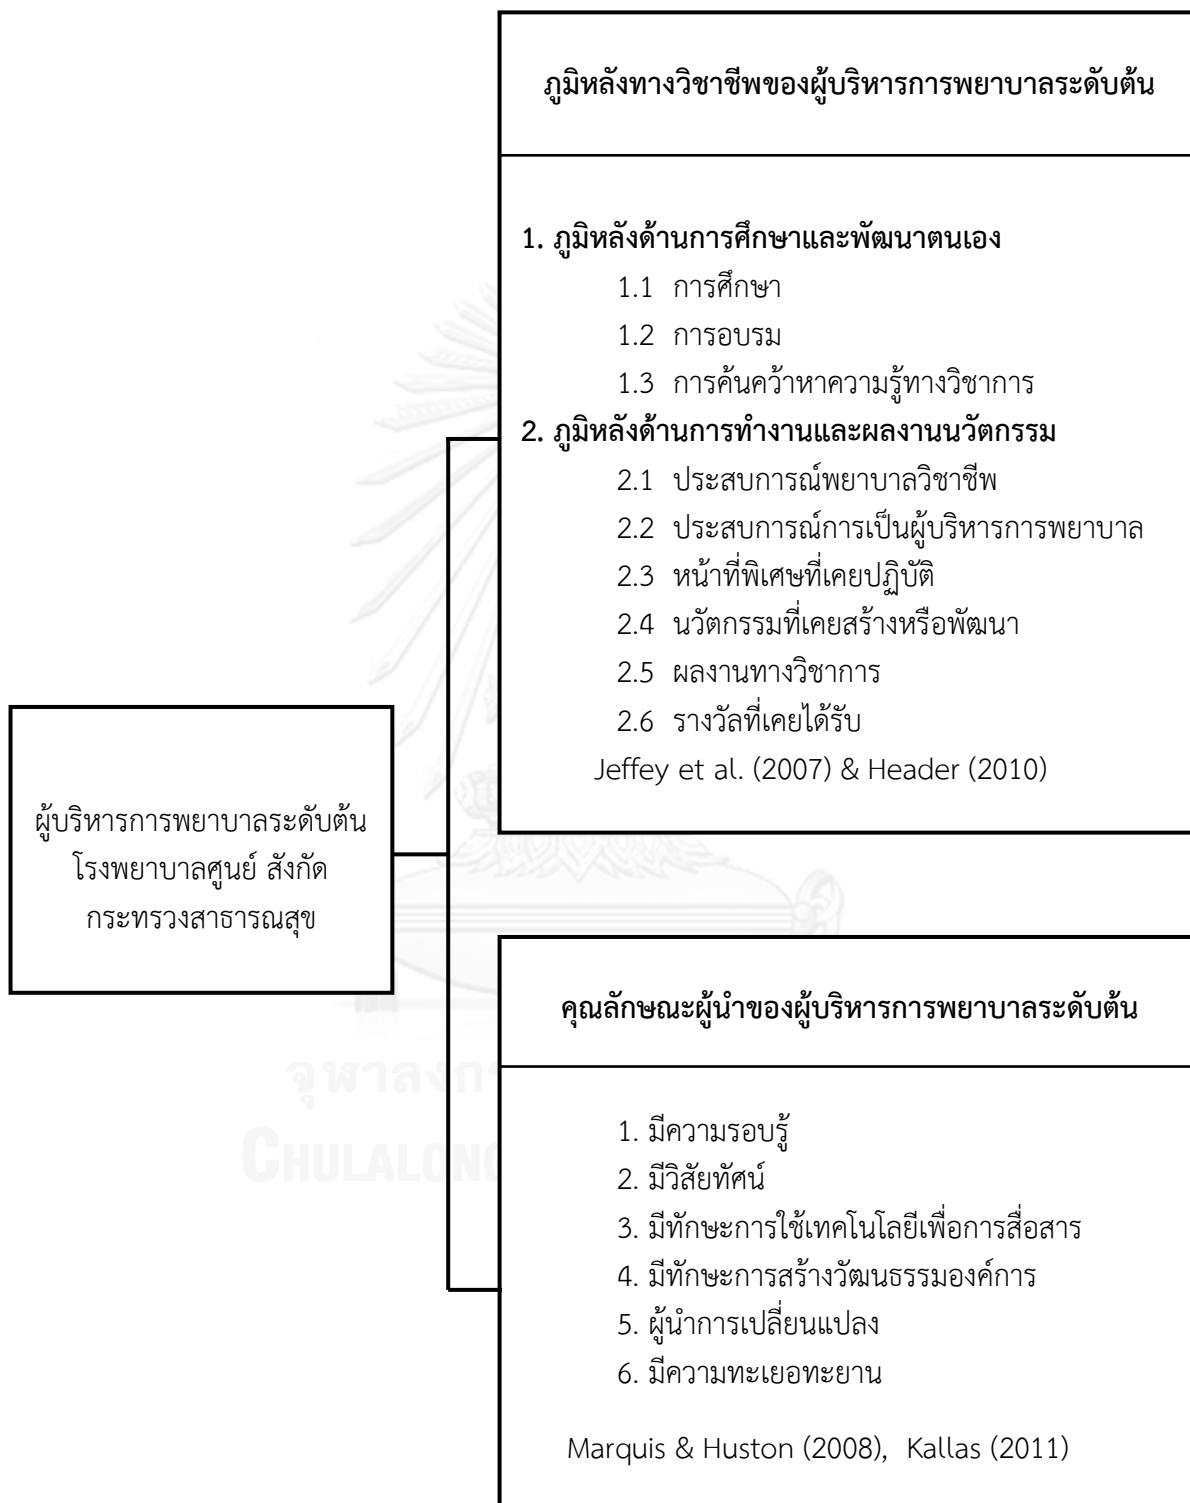 ภูมิหลังทางวิชาชีพของผู้บริหารการพยาบาลระดับต้น
1. ภูมิหลังด้านการศึกษาและพัฒนาตนเอง
1.1 การศึกษา
1.2 การอบรม
1.3 การค้นคว้าหาความรู้ทางวิชาการ
2. ภูมิหลังด้านการทำงานและผลงานนวัตกรรม
2.1 ประสบการณ์พยาบาลวิชาชีพ
2.2 ประสบการณ์การเป็นผู้บริหารการพยาบาล
2.3 หน้าที่พิเศษที่เคยปฏิบัติ
2.4 นวัตกรรมที่เคยสร้างหรือพัฒนา
2.5 ผลงานทางวิชาการ
2.6 รางวัลที่เคยได้รับ
Jeffey et al. (2007) & Header (2010)
ผู้บริหารการพยาบาลระดับต้น
โรงพยาบาลศูนย์ สังกัด
กระทรวงสาธารณสุข
คุณลักษณะผู้นำของผู้บริหารการพยาบาลระดับต้น
1. มีความรอบรู้
2. มีวิสัยทัศน์
3. มีทักษะการใช้เทคโนโลยีเพื่อการสื่อสาร
4. มีทักษะการสร้างวัฒนธรรมองค์การ
5. ผู้นำการเปลี่ยนแปลง
6. มีความทะเยอทะยาน
Marquis & Huston (2008), Kallas (2011)
จุฬาลงกร
CHULALONG